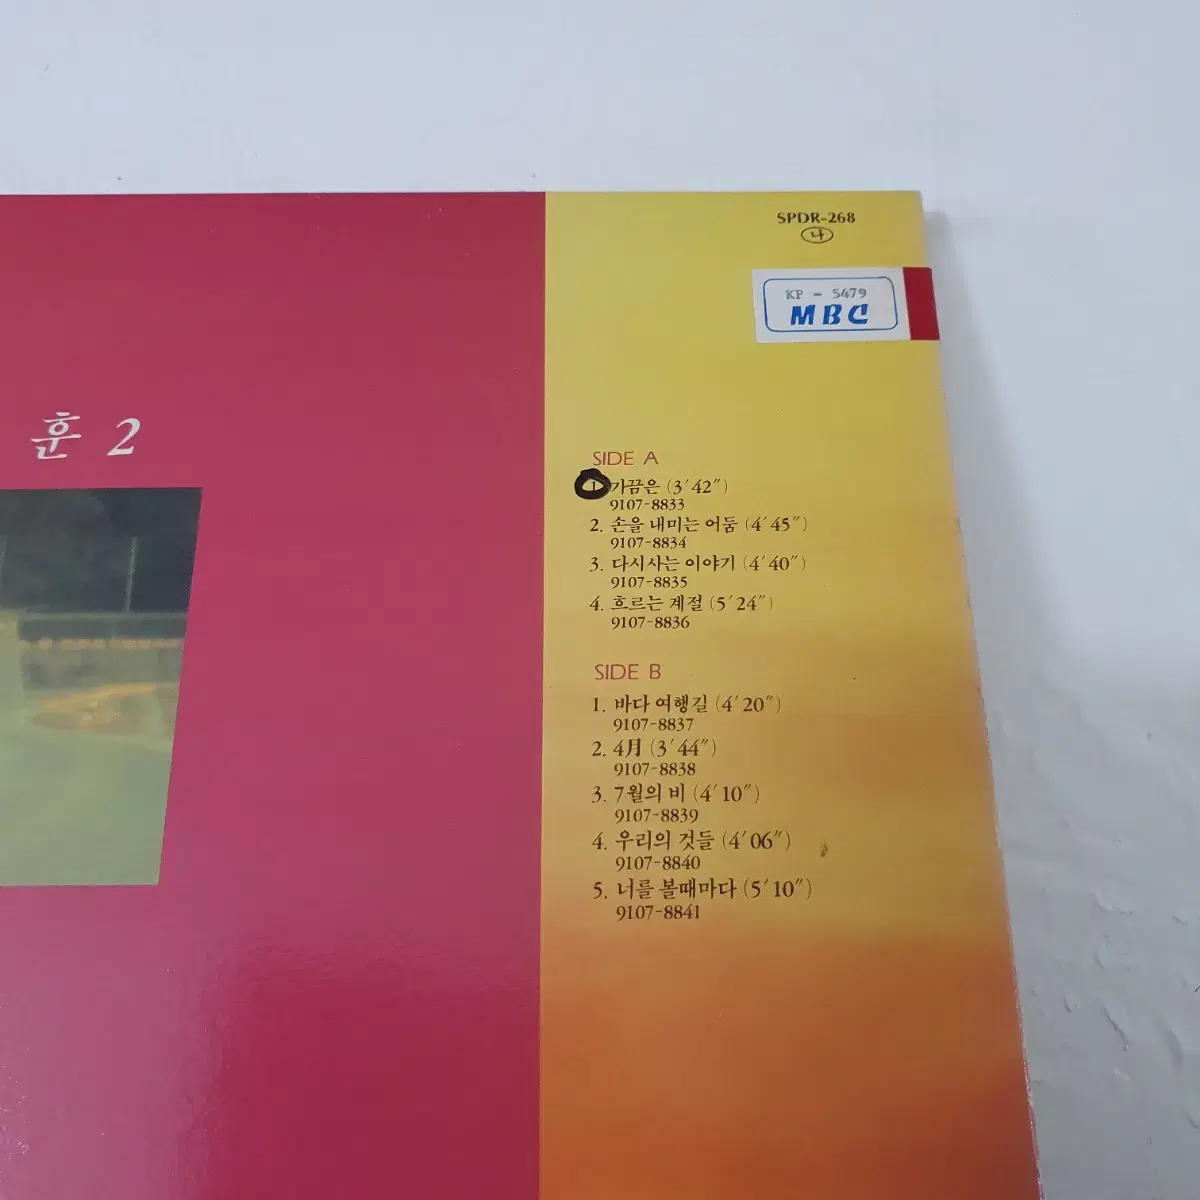 SPDR-268
나
KP - 5479
MBC
훈 2
SIDE A
1. 가끔은 (3′42″)
9107-8833
2. 손을 내미는 어둠 (4′45″)
9107-8834
3. 다시사는 이야기 (4′40″)
9107-8835
4. 흐르는 계절 (5′24″)
9107-8836
SIDE B
1. 바다 여행길 (4′20″)
9107-8837
2. 4月 (3′44″)
9107-8838
3. 7월의 비 (4′10″)
9107-8839
4. 우리의 것들 (4′06″)
9107-8840
5. 너를 볼때마다 (5′10″)
9107-8841